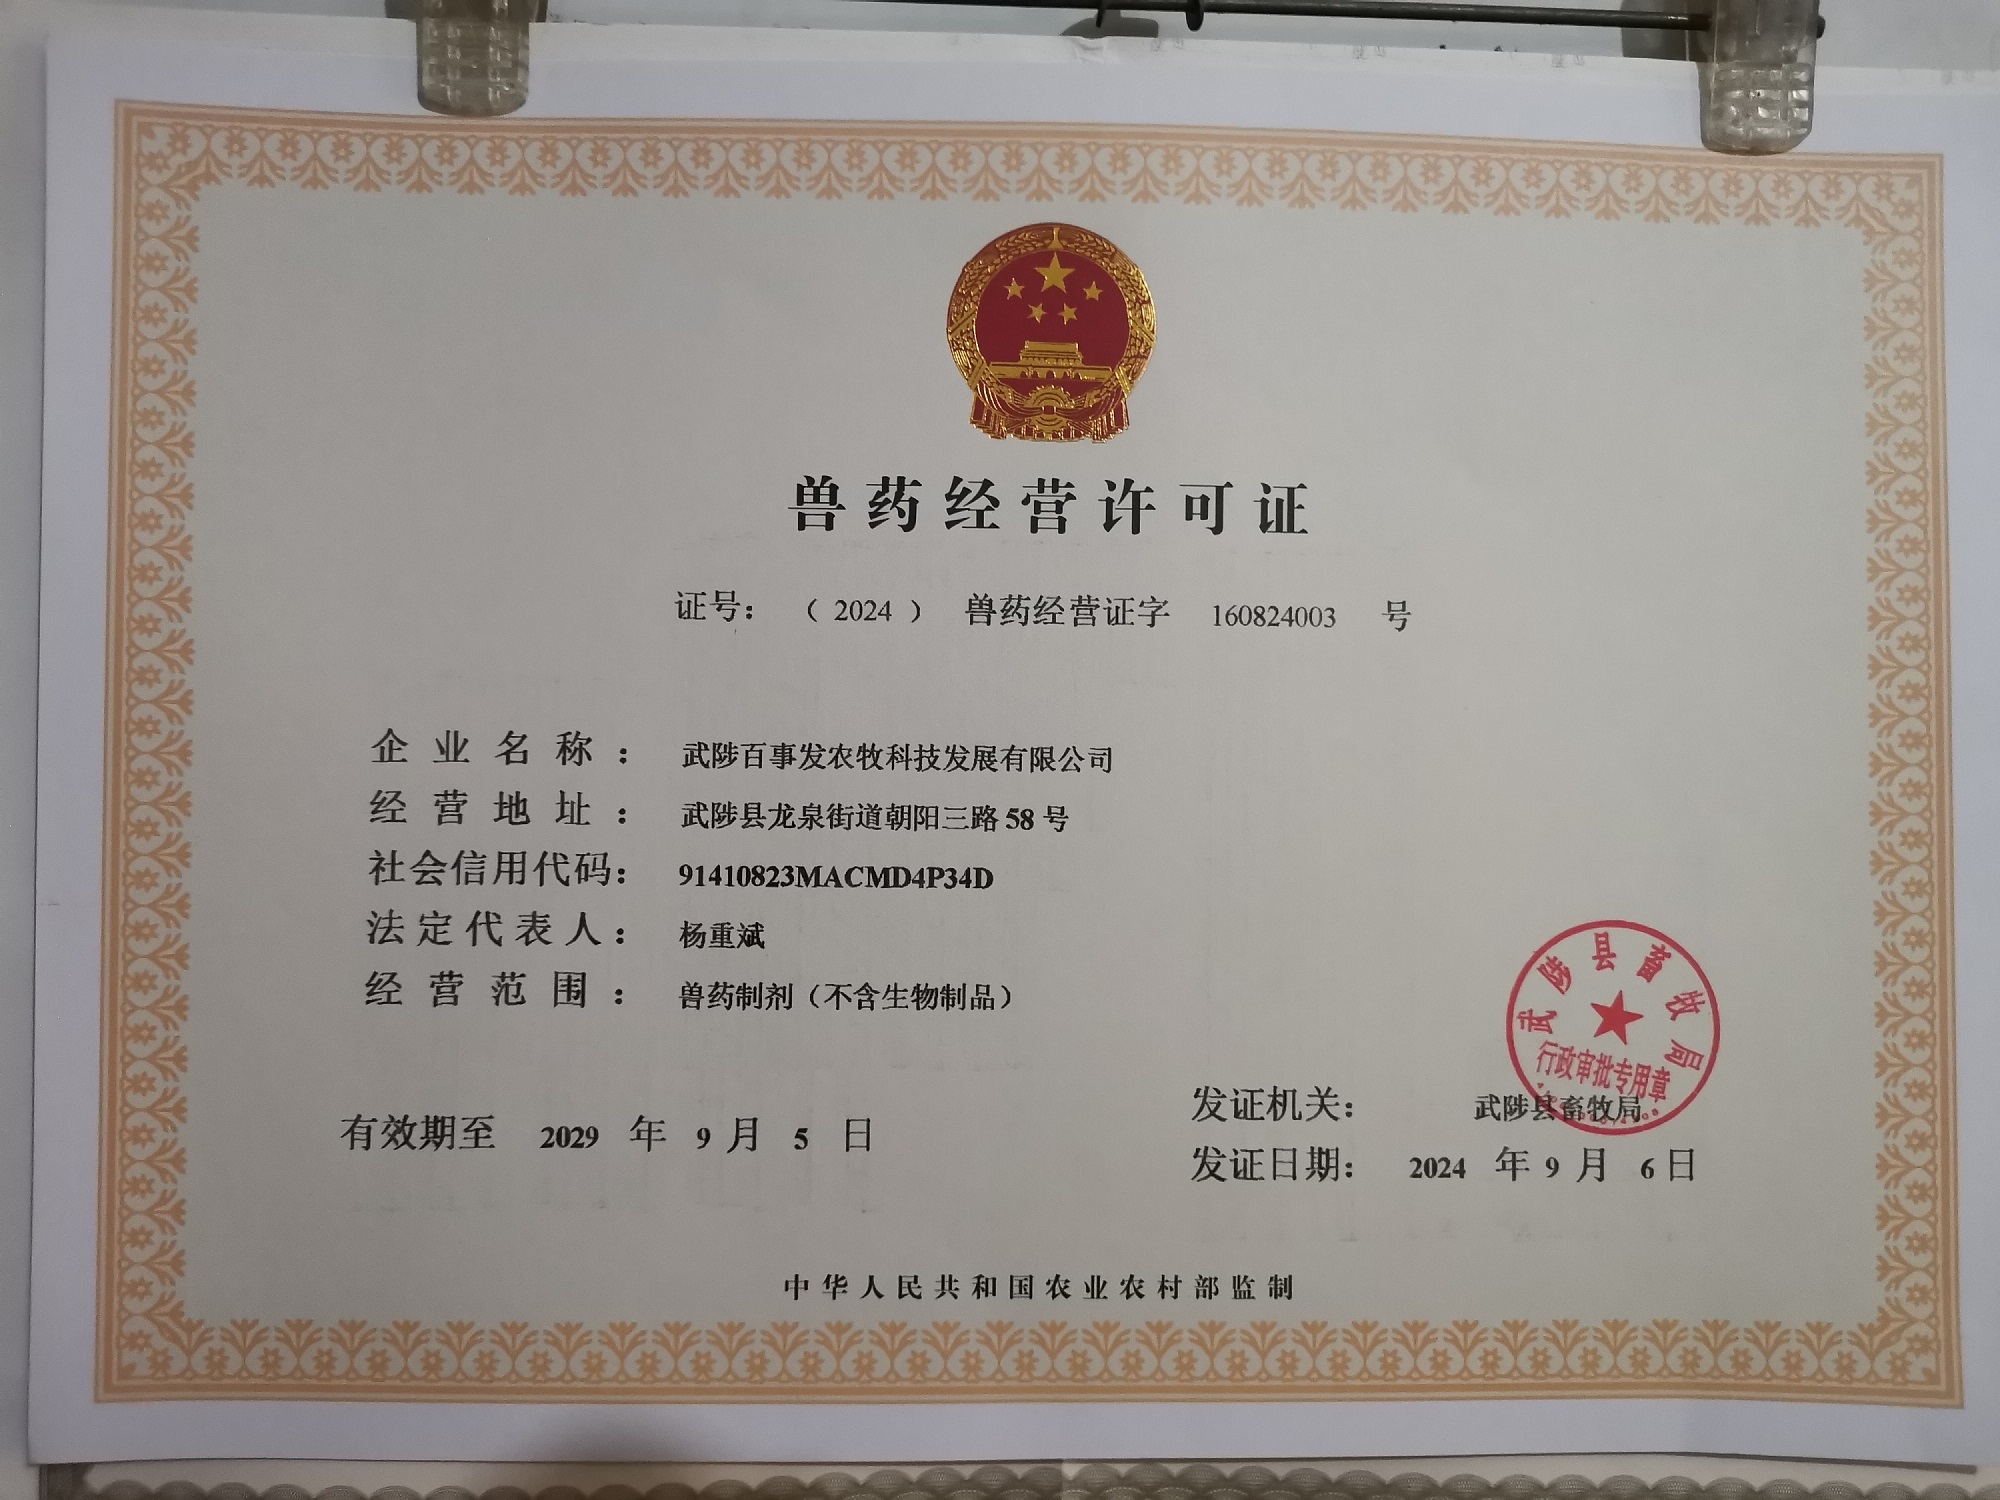 兽药经营许可证
证号：（2024）兽药经营证字 160824003 号
企业名称：武陟百事发农牧科技发展有限公司
经营地址：武陟县龙泉街道朝阳三路58号
社会信用代码：91410823MACMD4P34D
法定代表人：杨重斌
经营范围：兽药制剂（不含生物制品）
武陟县畜牧局
行政审批专用章
有效期至 2029 年 9 月 5 日
发证机关：武陟县畜牧局
发证日期：2024 年 9 月 6 日
中华人民共和国农业农村部监制